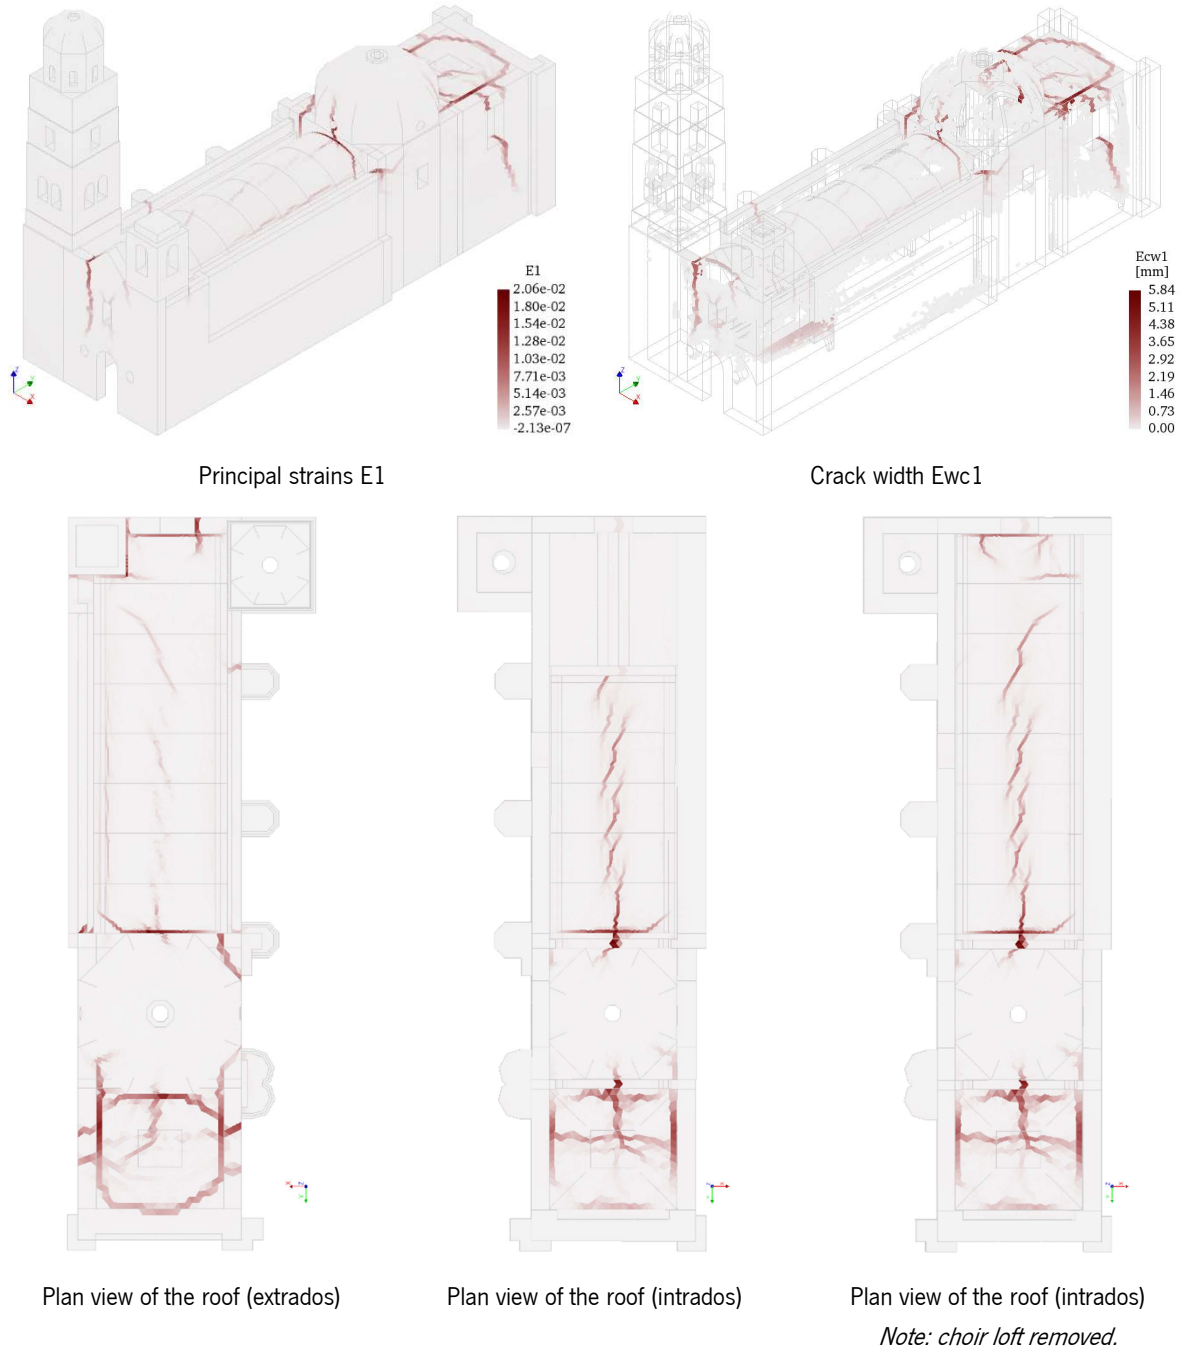 E1
2.06e-02
1.80e-02
1.54e-02
1.28e-02
1.03e-02
7.71e-03
5.14e-03
2.57e-03
-2.13e-07
Z
Y
X
Ecw1
[mm]
5.84
5.11
4.38
3.65
2.92
2.19
1.46
0.73
0.00
Z
Y
X
Principal strains E1
Crack width Ewc1
Plan view of the roof (extrados)
Plan view of the roof (intrados)
Plan view of the roof (intrados)
Note: choir loft removed.